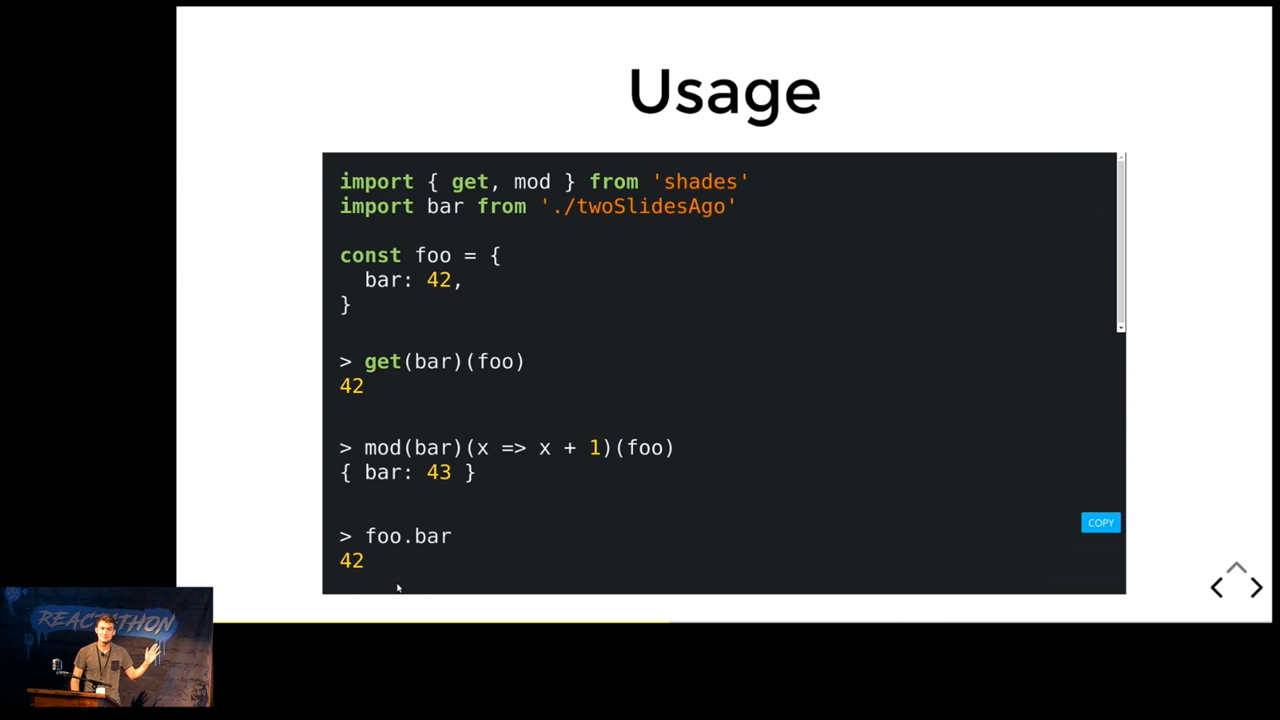 Usage
import { get, mod } from 'shades'
import bar from './twoSlidesAgo'
const foo = {
  bar: 42,
}
> get(bar)(foo)
42
> mod(bar)(x => x + 1)(foo)
{ bar: 43 }
> foo.bar
42
COPY
REACTATHON